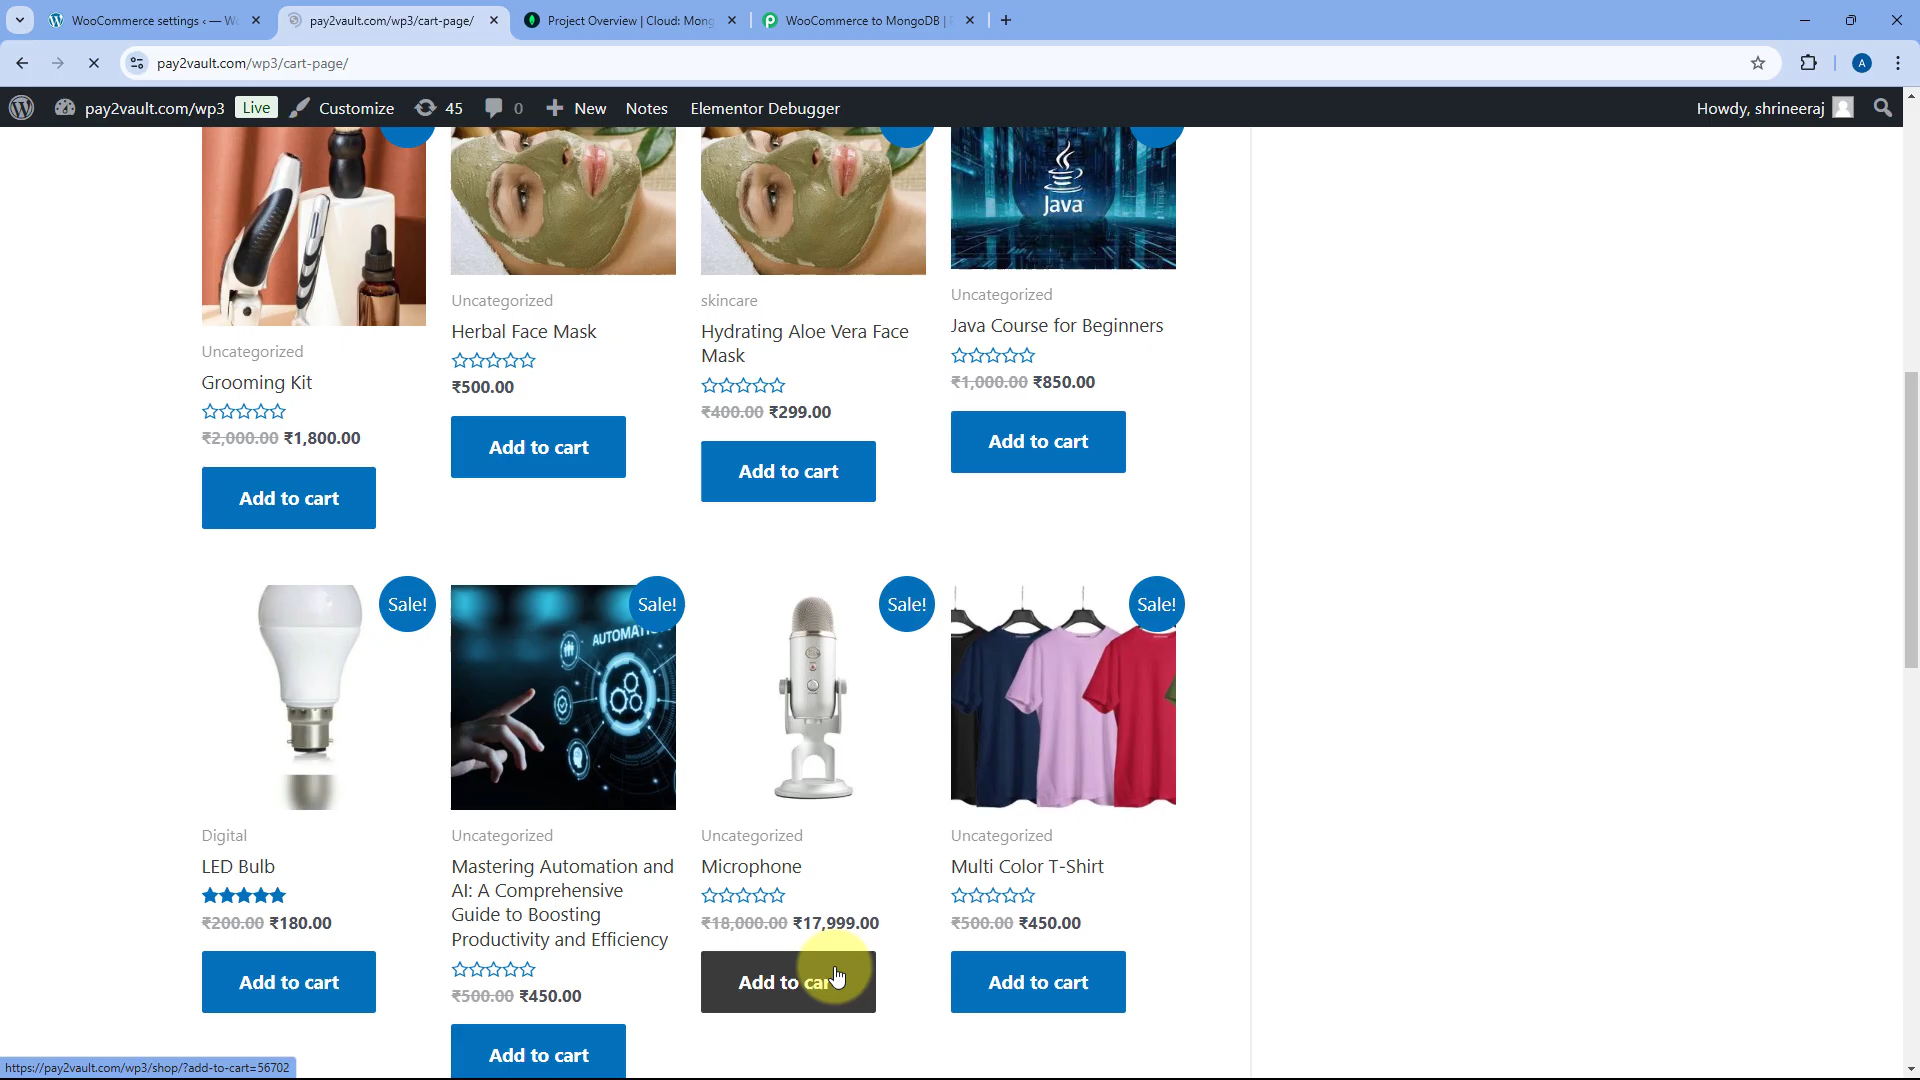 WooCommerce settings ‹ — W
pay2vault.com/wp3/cart-page/
Project Overview | Cloud: Mong
WooCommerce to MongoDB |
pay2vault.com/wp3/cart-page/
A
pay2vault.com/wp3
Live
Customize
45
0
New
Notes
Elementor Debugger
Howdy, shrineeraj
Java
Uncategorized
Grooming Kit
₹2,000.00 ₹1,800.00
Add to cart
Uncategorized
Herbal Face Mask
₹500.00
Add to cart
skincare
Hydrating Aloe Vera Face
Mask
₹400.00 ₹299.00
Add to cart
Uncategorized
Java Course for Beginners
₹1,000.00 ₹850.00
Add to cart
Sale!
Digital
LED Bulb
₹200.00 ₹180.00
Add to cart
Sale!
Uncategorized
Mastering Automation and
AI: A Comprehensive
Guide to Boosting
Productivity and Efficiency
₹500.00 ₹450.00
Add to cart
Sale!
Uncategorized
Microphone
₹18,000.00 ₹17,999.00
Add to cart
Sale!
Uncategorized
Multi Color T-Shirt
₹500.00 ₹450.00
Add to cart
https://pay2vault.com/wp3/shop/?add-to-cart=56702